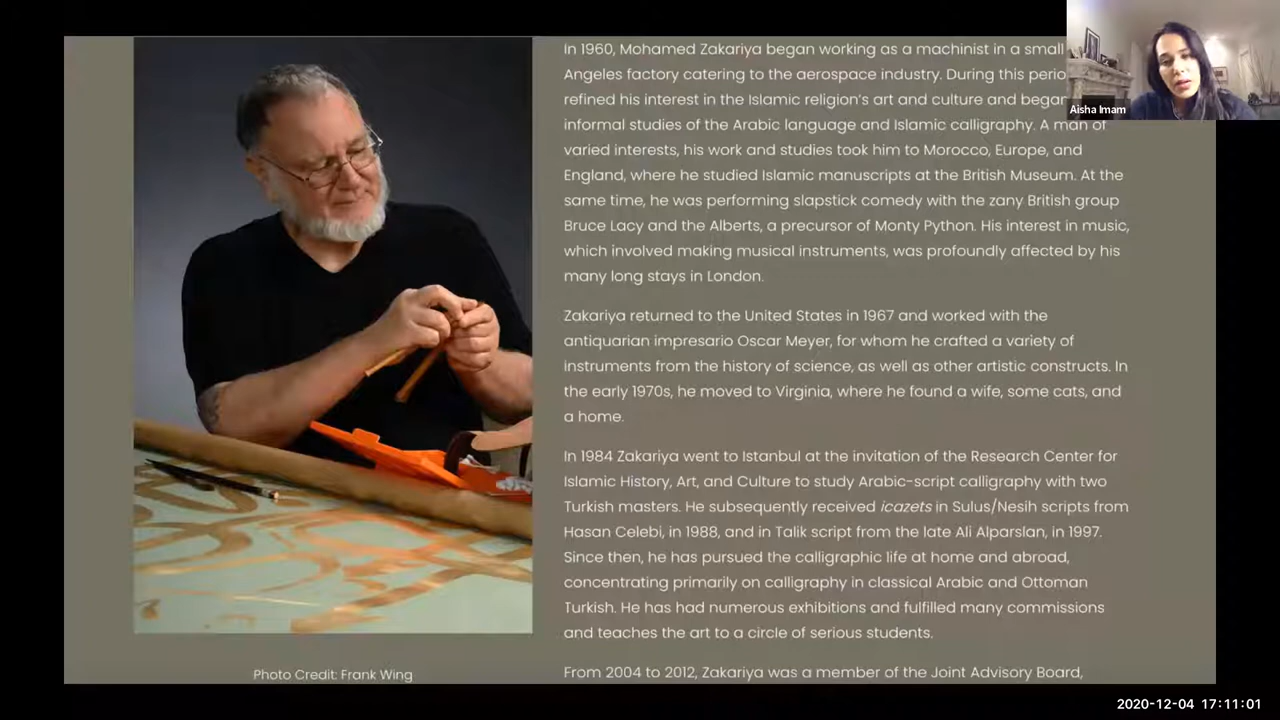 In 1960, Mohamed Zakariya began working as a machinist in a small
Angeles factory catering to the aerospace industry. During this perio
refined his interest in the Islamic religion's art and culture and began
informal studies of the Arabic language and Islamic calligraphy. A man of
varied interests, his work and studies took him to Morocco, Europe, and
England, where he studied Islamic manuscripts at the British Museum. At the
same time, he was performing slapstick comedy with the zany British group
Bruce Lacy and the Alberts, a precursor of Monty Python. His interest in music,
which involved making musical instruments, was profoundly affected by his
many long stays in London.
Zakariya returned to the United States in 1967 and worked with the
antiquarian impresario Oscar Meyer, for whom he crafted a variety of
instruments from the history of science, as well as other artistic constructs. In
the early 1970s, he moved to Virginia, where he found a wife, some cats, and
a home.
In 1984 Zakariya went to Istanbul at the invitation of the Research Center for
Islamic History, Art, and Culture to study Arabic-script calligraphy with two
Turkish masters. He subsequently received icazets in Sulus/Nesih scripts from
Hasan Celebi, in 1988, and in Talik script from the late Ali Alparslan, in 1997.
Since then, he has pursued the calligraphic life at home and abroad,
concentrating primarily on calligraphy in classical Arabic and Ottoman
Turkish. He has had numerous exhibitions and fulfilled many commissions
and teaches the art to a circle of serious students.
From 2004 to 2012, Zakariya was a member of the Joint Advisory Board,
Photo Credit: Frank Wing
Aisha Imam
2020-12-04 17:11:01